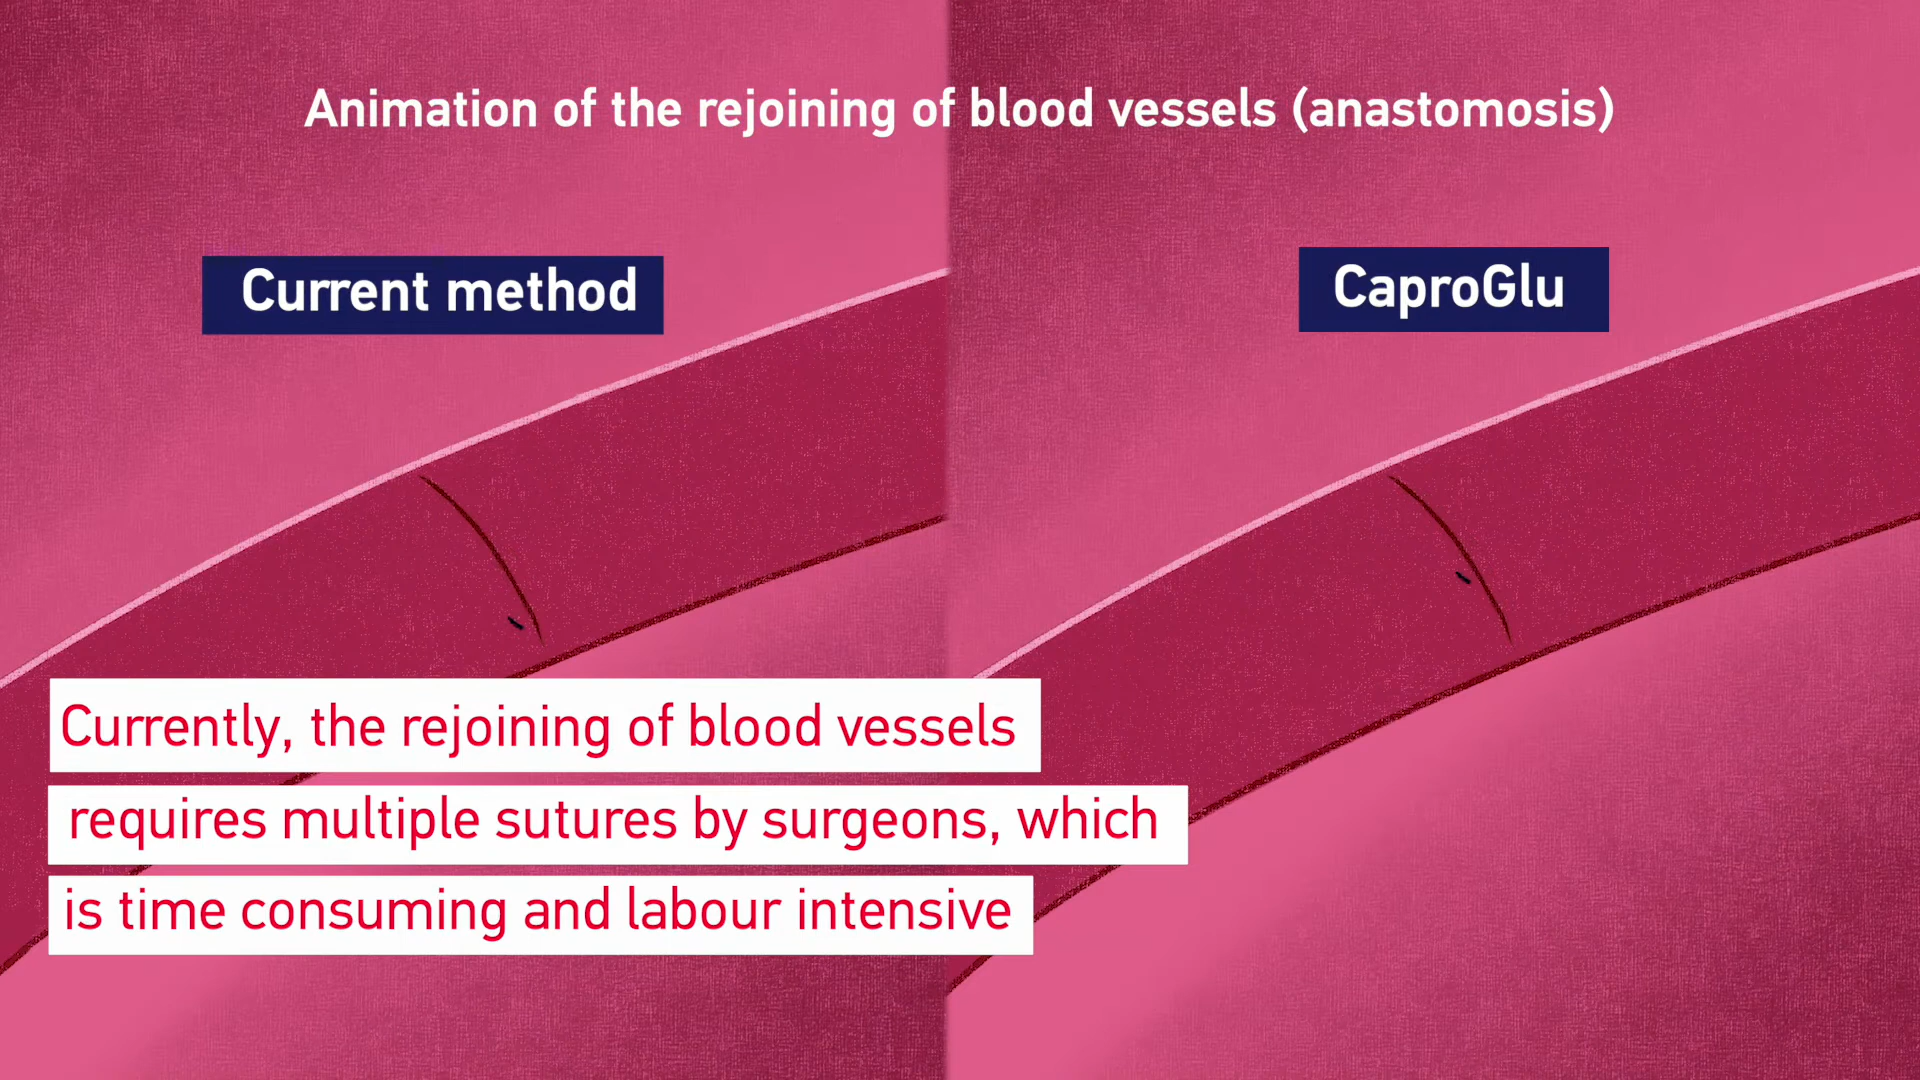 Animation of the rejoining of blood vessels (anastomosis)
Current method
CaproGlu
Currently, the rejoining of blood vessels
requires multiple sutures by surgeons, which
is time consuming and labour intensive